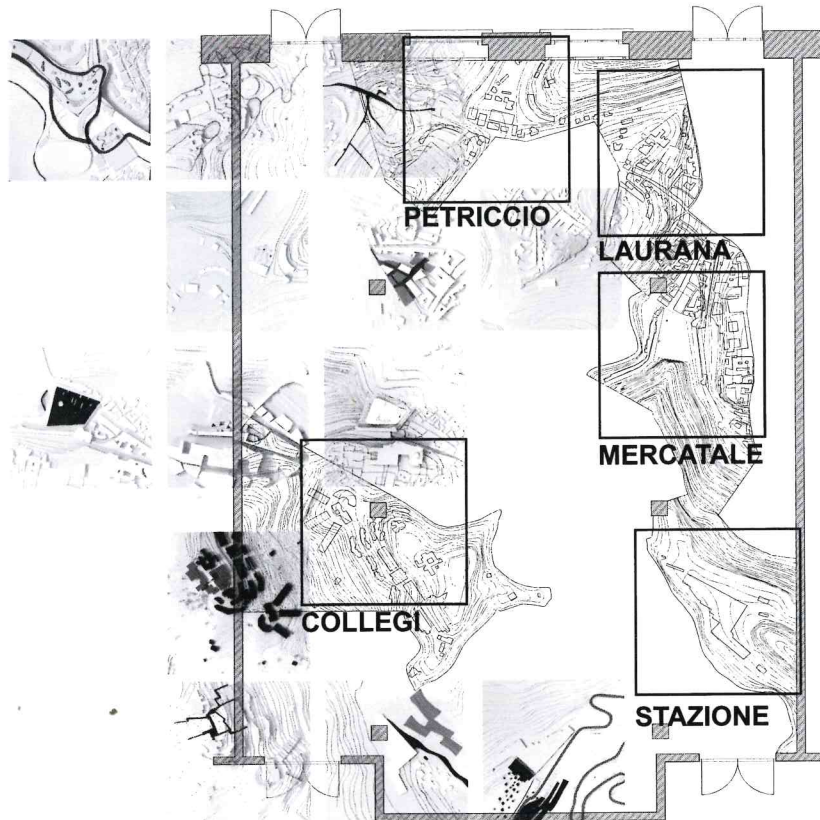 PETRICCIO
LAURANA
MERCATALE
COLLEGI
STAZIONE